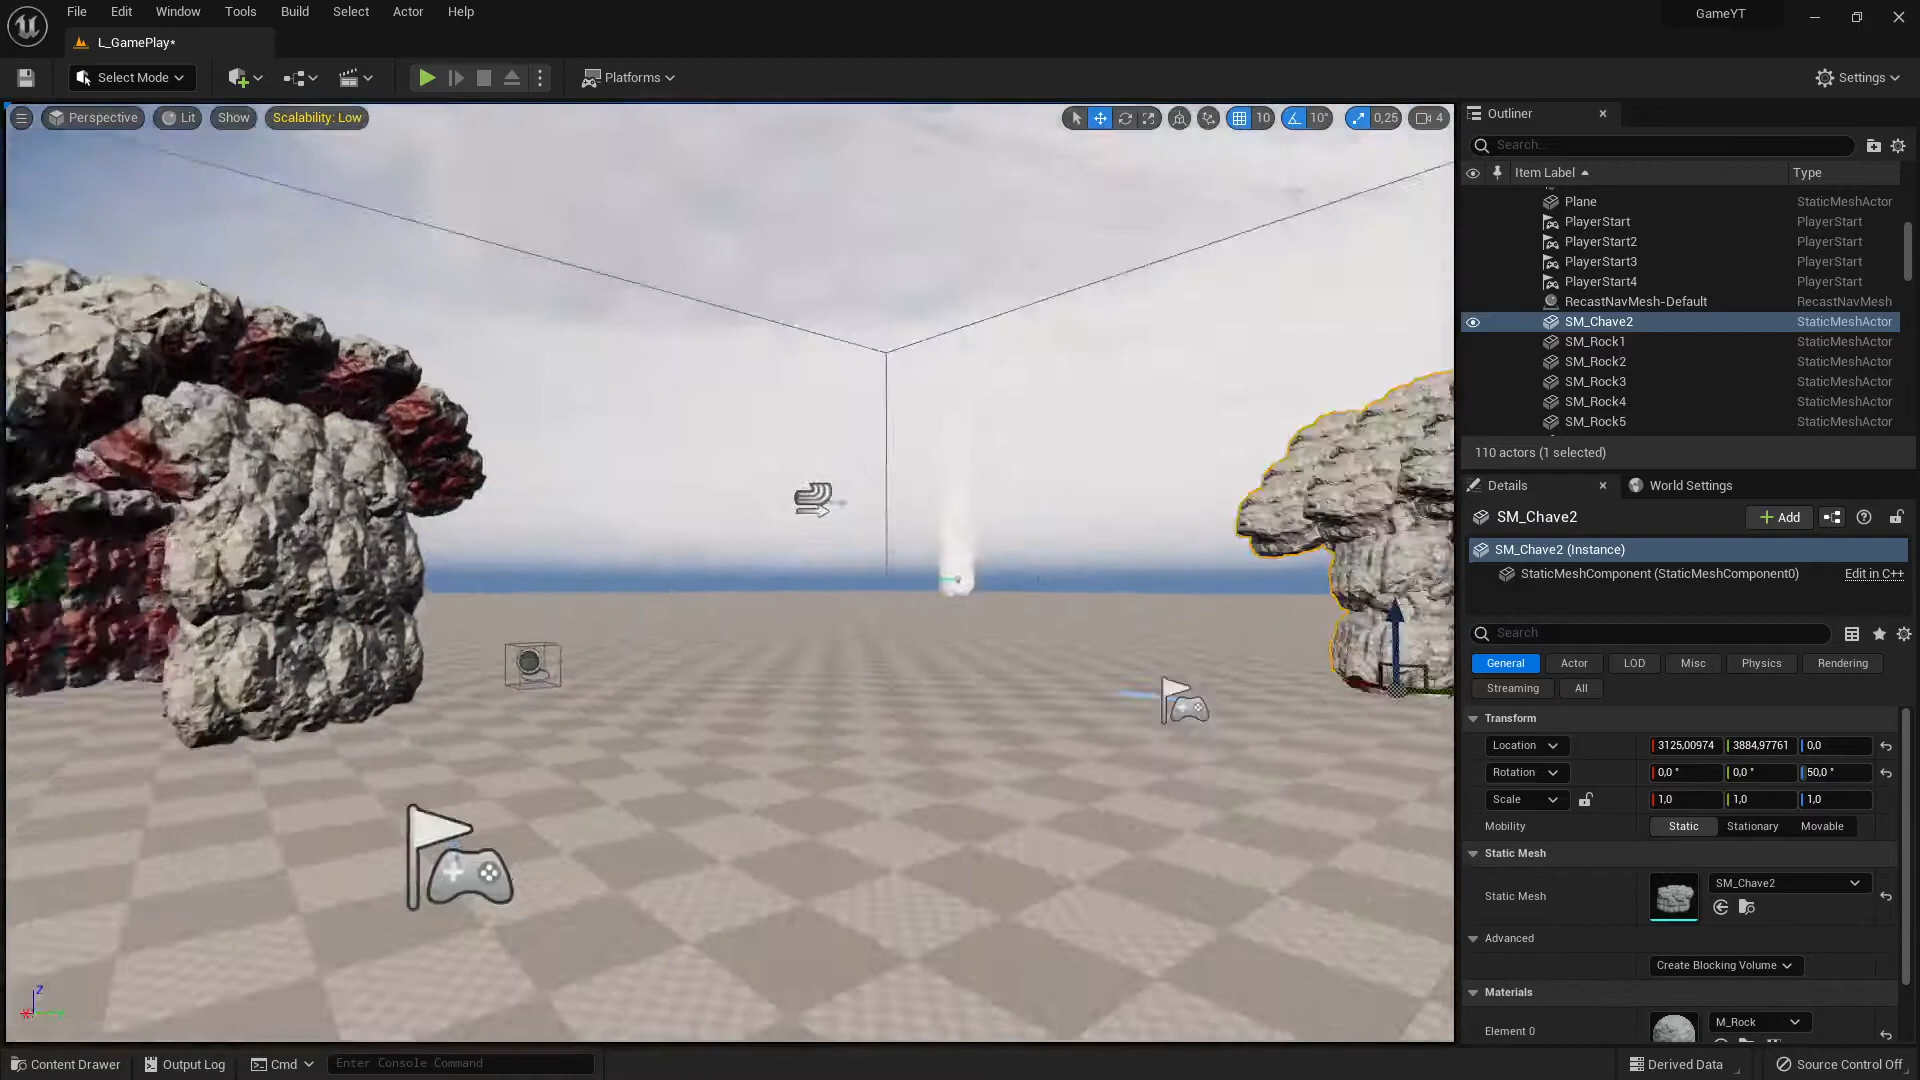 File Edit Window Tools Build Select Actor Help
GameYT
L_GamePlay*
Select Mode
Platforms
Settings
Perspective Lit Show Scalability: Low
10 10° 0,25 4
Outliner
Search...
Item Label Type
Plane StaticMeshActor
PlayerStart PlayerStart
PlayerStart2 PlayerStart
PlayerStart3 PlayerStart
PlayerStart4 PlayerStart
RecastNavMesh-Default RecastNavMesh
SM_Chave2 StaticMeshActor
SM_Rock1 StaticMeshActor
SM_Rock2 StaticMeshActor
SM_Rock3 StaticMeshActor
SM_Rock4 StaticMeshActor
SM_Rock5 StaticMeshActor
110 actors (1 selected)
Details World Settings
SM_Chave2 Add
SM_Chave2 (Instance)
StaticMeshComponent (StaticMeshComponent0) Edit in C++
Search
General Actor LOD Misc Physics Rendering
Streaming All
Transform
Location 3125,00974 3884,97761 0,0
Rotation 0,0 ° 0,0 ° 50,0 °
Scale 1,0 1,0 1,0
Mobility Static Stationary Movable
Static Mesh
SM_Chave2
Static Mesh
Advanced
Create Blocking Volume
Materials
M_Rock
Element 0
Z
Content Drawer Output Log Cmd Enter Console Command Derived Data Source Control Off